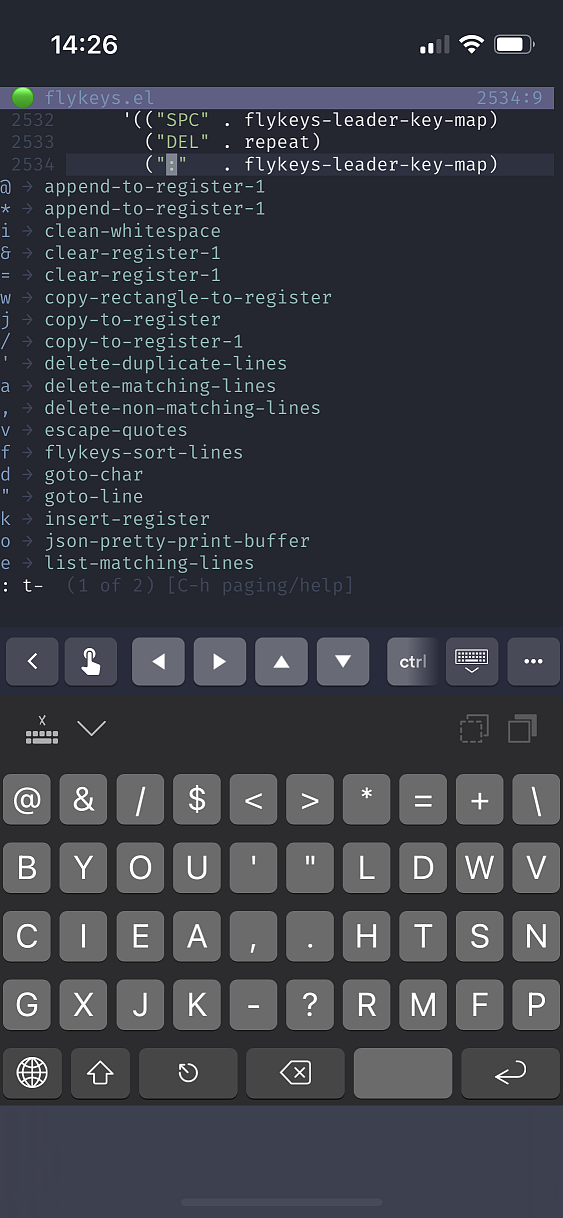 14:26
flykeys.el 2534:9
2532 '(("SPC" . flykeys-leader-key-map)
2533 ("DEL" . repeat)
2534 (":" . flykeys-leader-key-map)
@ → append-to-register-1
* → append-to-register-1
i → clean-whitespace
& → clear-register-1
= → clear-register-1
w → copy-rectangle-to-register
j → copy-to-register
/ → copy-to-register-1
' → delete-duplicate-lines
a → delete-matching-lines
, → delete-non-matching-lines
v → escape-quotes
f → flykeys-sort-lines
d → goto-char
" → goto-line
k → insert-register
o → json-pretty-print-buffer
e → list-matching-lines
: t- (1 of 2) [C-h paging/help]
ctrl
X
@ & / $ < > * = + \
B Y O U ' " L D W V
C I E A , . H T S N
G X J K - ? R M F P